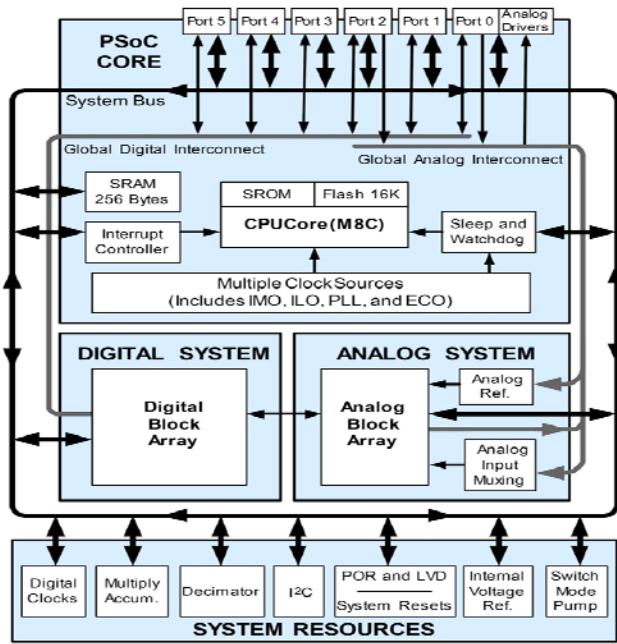 Port 5 Port 4 Port 3 Port 2 Port 1 Port 0 Analog
Drivers
PSoC
CORE
System Bus
Global Digital Interconnect
Global Analog Interconnect
SRAM
256 Bytes
Interrupt
Controller
SROM Flash 16K
CPUCore(M8C)
Sleep and
Watchdog
Multiple Clock Sources
(Includes IMO, ILO, PLL, and ECO)
DIGITAL SYSTEM
Digital
Block
Array
ANALOG SYSTEM
Analog
Block
Array
Analog
Ref.
Analog
Input
Muxing
Digital
Clocks
Multiply
Accum.
Decimator
I²C
POR and LVD
System Resets
Internal
Voltage
Ref.
Switch
Mode
Pump
SYSTEM RESOURCES